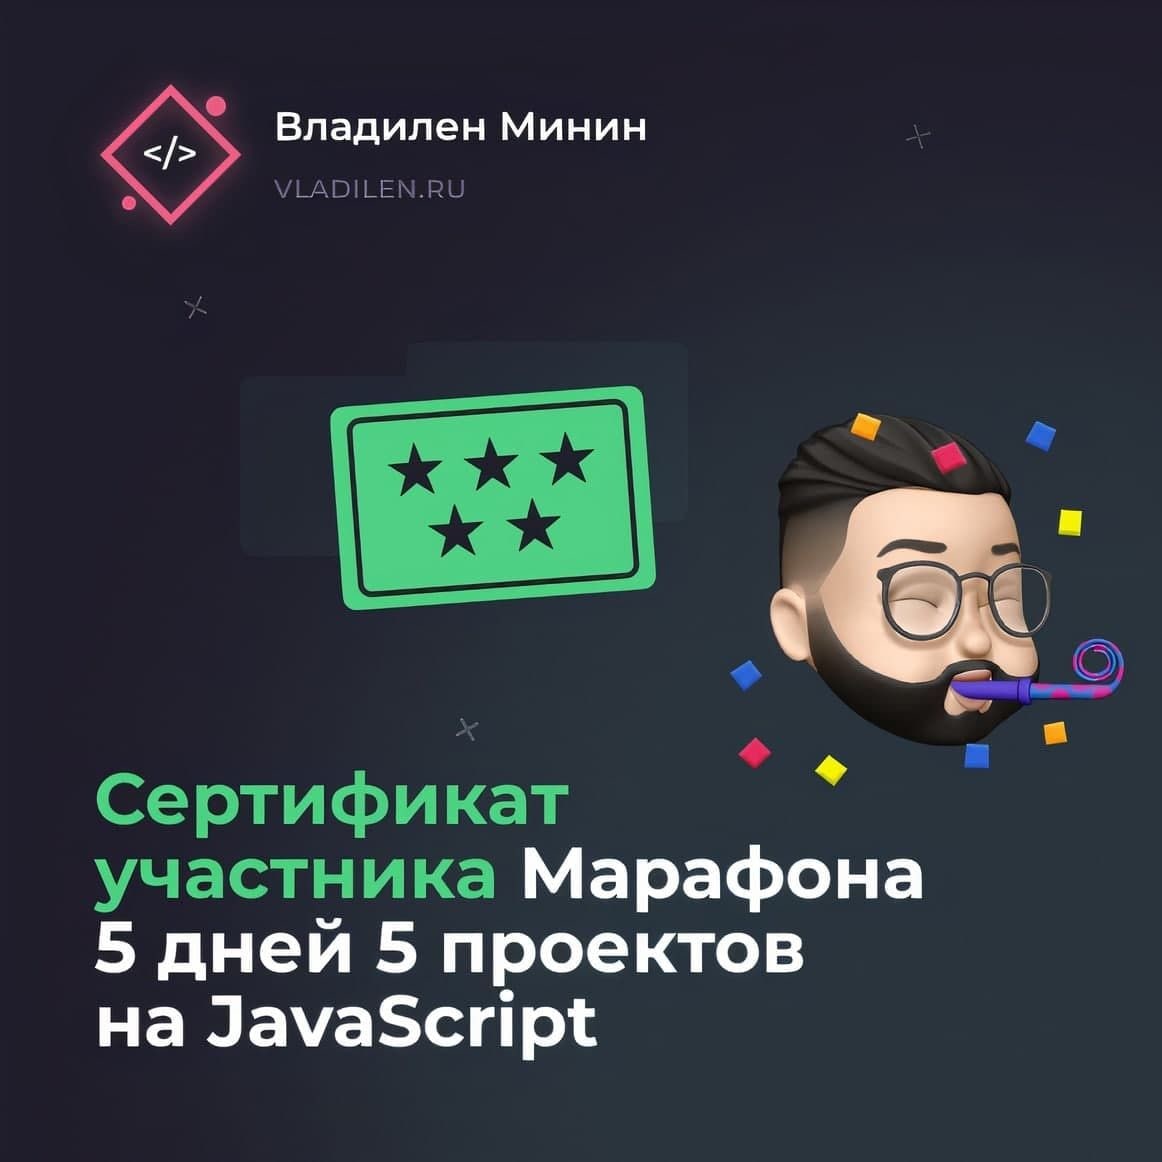 </>
Владилен Минин
VLADILEN.RU
Сертификат
участника Марафона
5 дней 5 проектов
на JavaScript